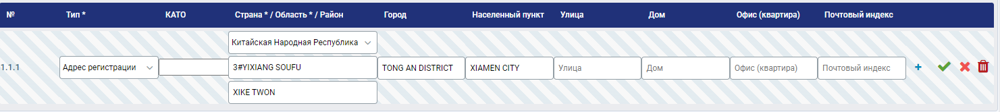 № Тип * КАТО Страна * / Область * / Район Город Населенный пункт Улица Дом Офис (квартира) Почтовый индекс
Китайская Народная Республика
1.1.1 Адрес регистрации 3#YIXIANG SOUFU TONG AN DISTRICT XIAMEN CITY Улица Дом Офис (квартира) Почтовый индекс
XIKE TWON